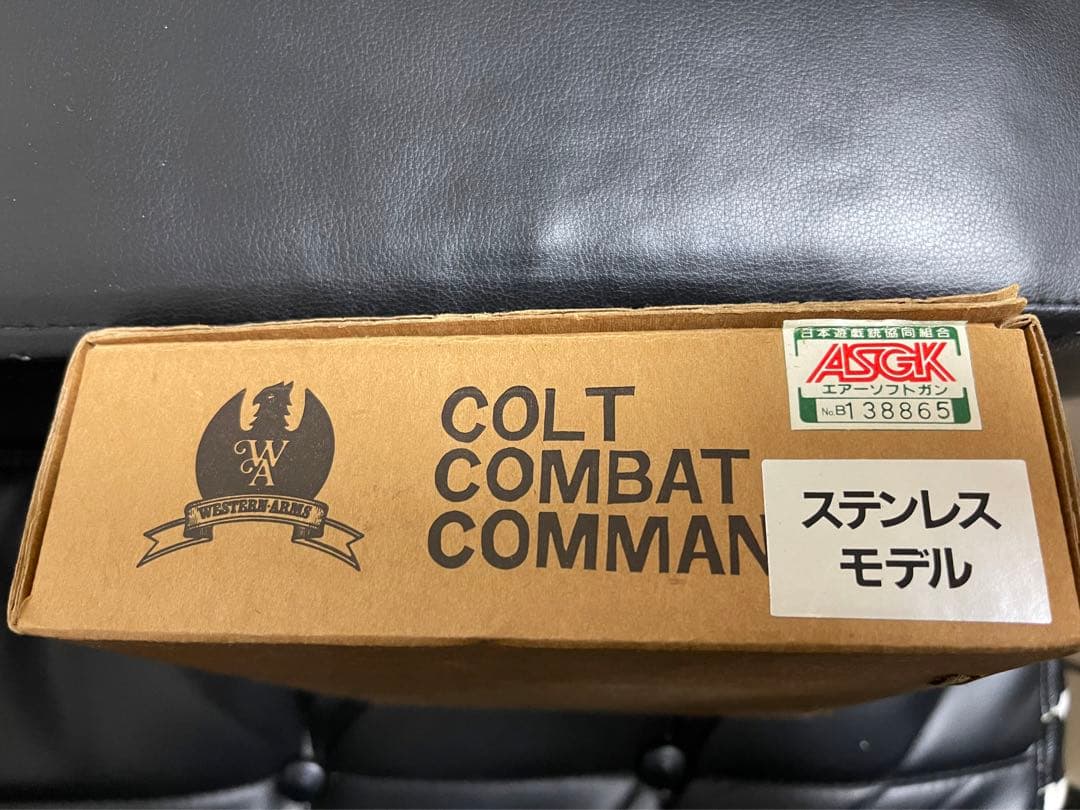 WA
WESTERN-ARMS
COLT
COMBAT
COMMAN
日本遊戯銃協同組合
ASGK
エアーソフトガン
No.B138865
ステンレス
モデル